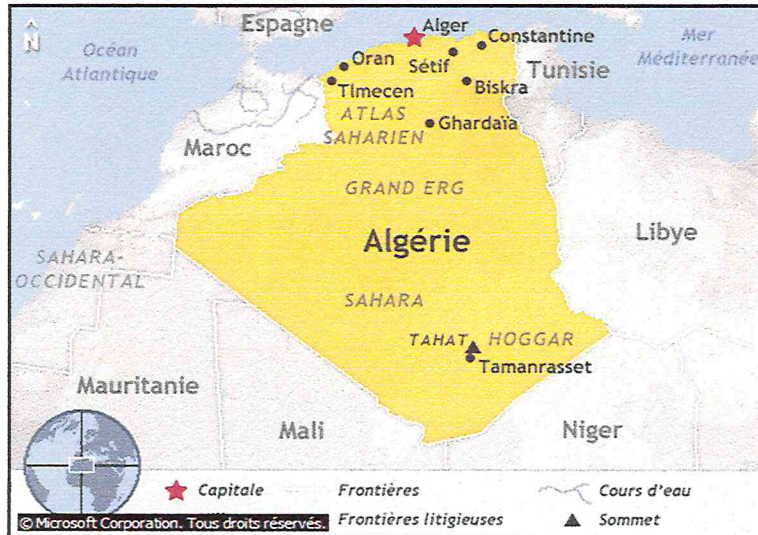 Espagne
Alger
Constantine
Mer
Méditerranée
Océan
Atlantique
N
Oran
Sétif
Tunisie
Tlmecen
Biskra
ATLAS
SAHARIEN
Ghardaïa
Maroc
GRAND ERG
Algérie
Libye
SAHARA-
OCCIDENTAL
SAHARA
TAHAT
HOGGAR
Tamanrasset
Mauritanie
Mali
Niger
Capitale
Frontières
Cours d'eau
© Microsoft Corporation. Tous droits réservés.
Frontières litigieuses
Sommet